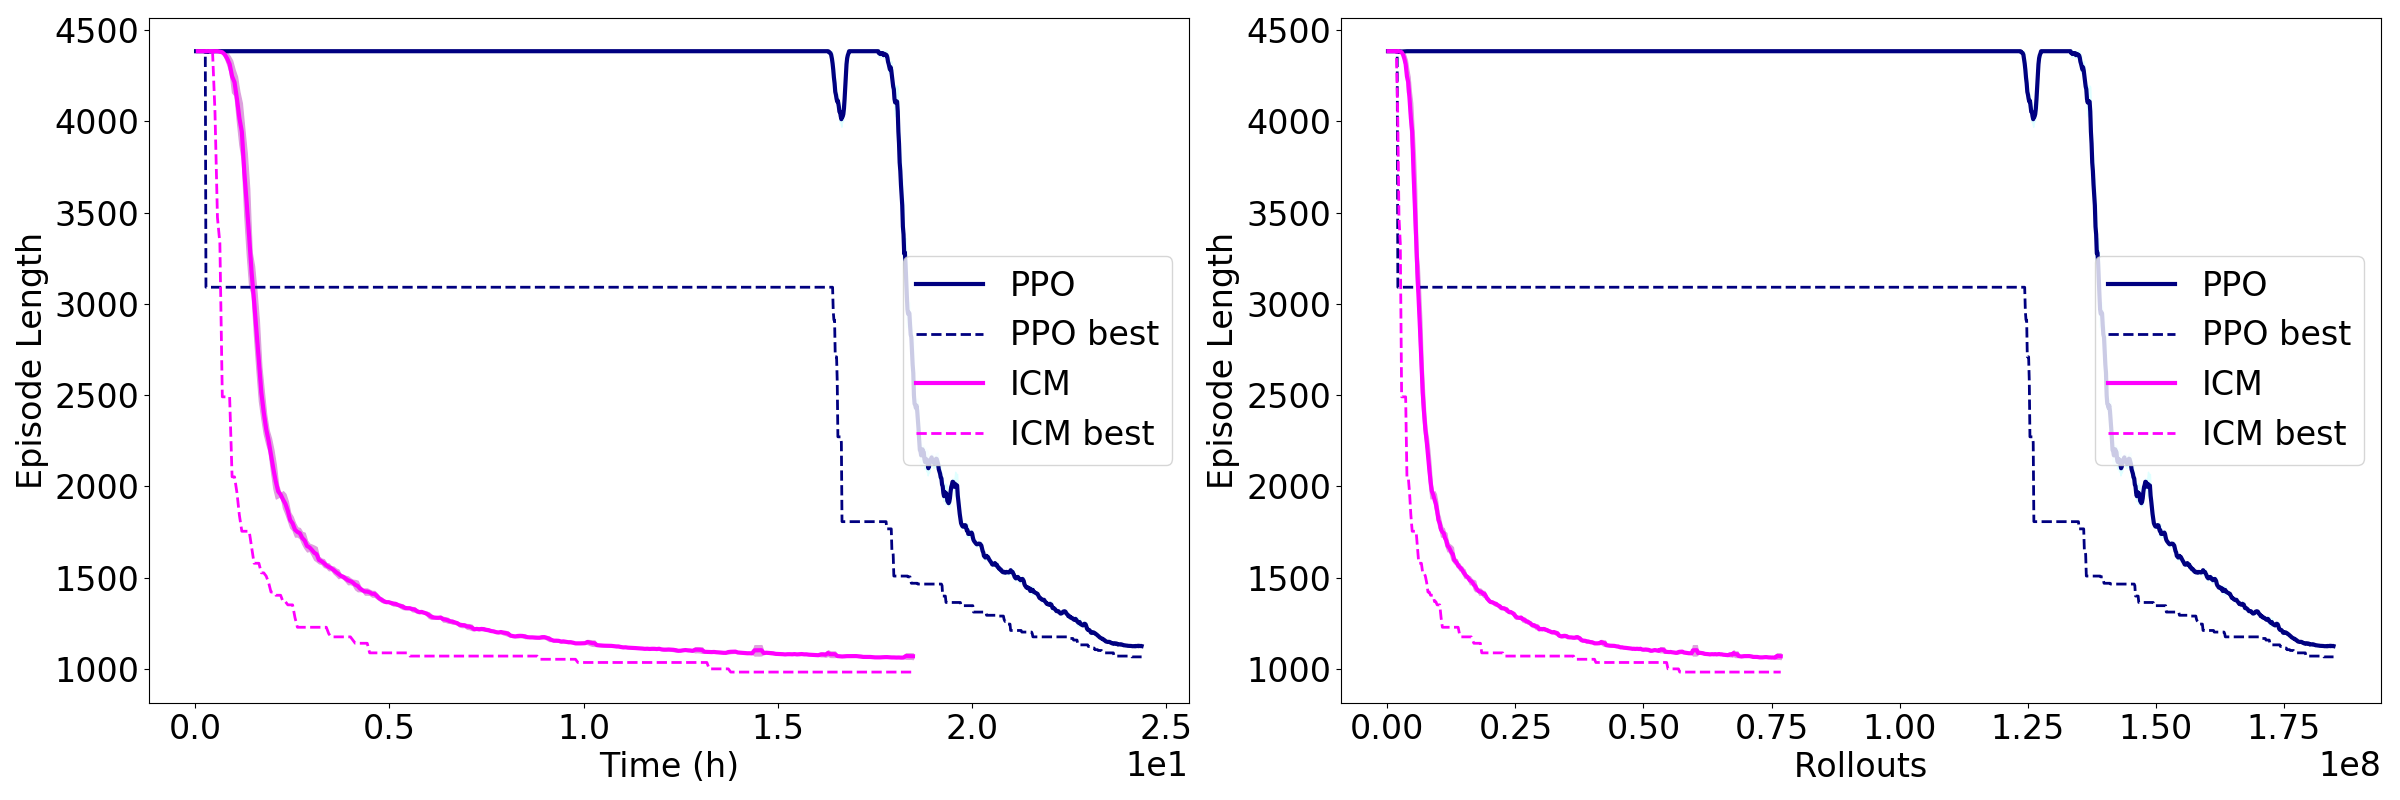 4500
4000
3500
3000
2500
2000
1500
1000
Episode Length
PPO
PPO best
ICM
ICM best
0.0 0.5 1.0 1.5 2.0 2.5
Time (h)
1e1
4500
4000
3500
3000
2500
2000
1500
1000
Episode Length
PPO
PPO best
ICM
ICM best
0.00 0.25 0.50 0.75 1.00 1.25 1.50 1.75
Rollouts
1e8